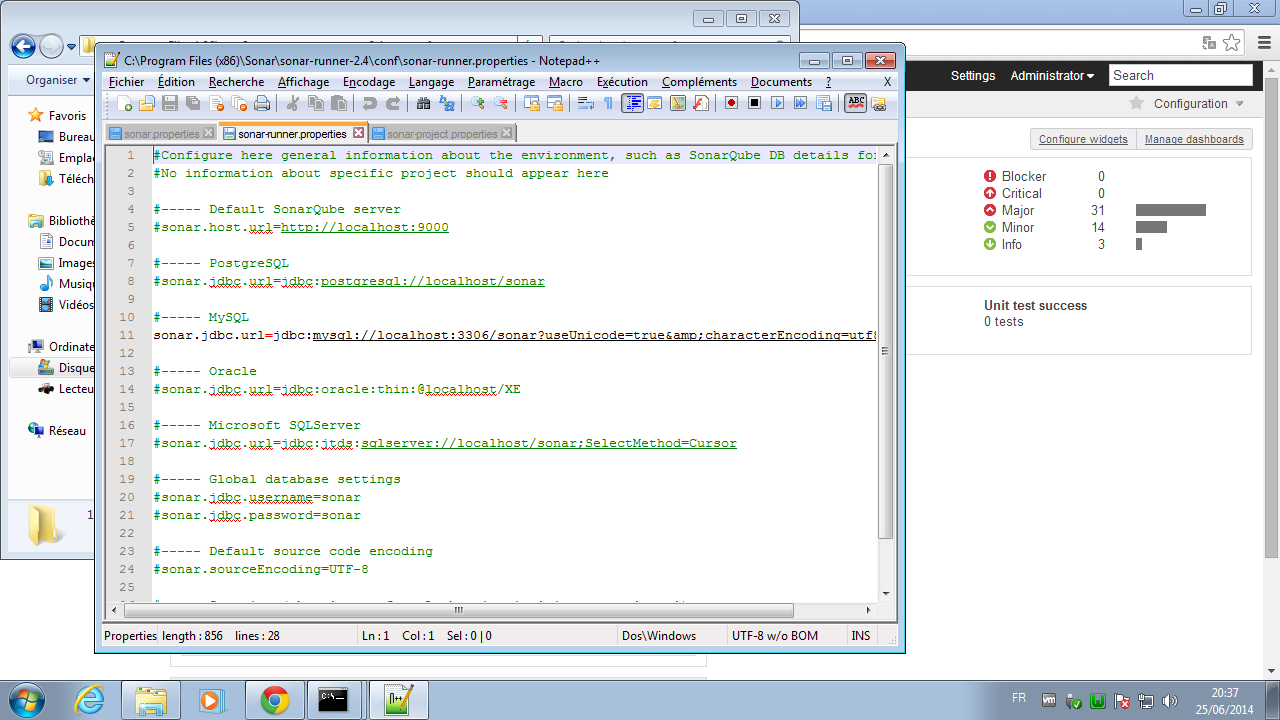 C:\Program Files (x86)\Sonar\sonar-runner-2.4\conf\sonar-runner.properties - Notepad++
Fichier Édition Recherche Affichage Encodage Langage Paramétrage Macro Exécution Compléments Documents ? X
sonar.properties sonar-runner.properties sonar-project.properties
1 #Configure here general information about the environment, such as SonarQube DB details for
2 #No information about specific project should appear here
3
4 #----- Default SonarQube server
5 #sonar.host.url=http://localhost:9000
6
7 #----- PostgreSQL
8 #sonar.jdbc.url=jdbc:postgresql://localhost/sonar
9
10 #----- MySQL
11 sonar.jdbc.url=jdbc:mysql://localhost:3306/sonar?useUnicode=true&amp;characterEncoding=utf8
12
13 #----- Oracle
14 #sonar.jdbc.url=jdbc:oracle:thin:@localhost/XE
15
16 #----- Microsoft SQLServer
17 #sonar.jdbc.url=jdbc:jtds:sqlserver://localhost/sonar;SelectMethod=Cursor
18
19 #----- Global database settings
20 #sonar.jdbc.username=sonar
21 #sonar.jdbc.password=sonar
22
23 #----- Default source code encoding
24 #sonar.sourceEncoding=UTF-8
25
Properties length : 856 lines : 28 Ln : 1 Col : 1 Sel : 0 | 0 Dos\Windows UTF-8 w/o BOM INS
Organiser
Favoris
Bureau
Emplac
Téléch
Biblioth
Docum
Images
Musiqu
Vidéos
Ordinate
Disque
Lecteu
Réseau
1
Settings Administrator Search
Configuration
Configure widgets Manage dashboards
Blocker 0
Critical 0
Major 31
Minor 14
Info 3
Unit test success
0 tests
FR
20:37
25/06/2014